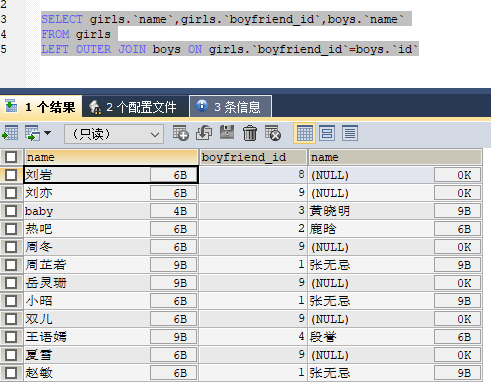 2
3 SELECT girls.`name`,girls.`boyfriend_id`,boys.`name`
4 FROM girls
5 LEFT OUTER JOIN boys ON girls.`boyfriend_id`=boys.`id`
1 个结果 2 个配置文件 3 条信息
(只读)
name boyfriend_id name
刘岩 6B 8 (NULL) 0K
刘亦 6B 9 (NULL) 0K
baby 4B 3 黄晓明 9B
热吧 6B 2 鹿晗 6B
周冬 6B 9 (NULL) 0K
周芷若 9B 1 张无忌 9B
岳灵珊 9B 9 (NULL) 0K
小昭 6B 1 张无忌 9B
双儿 6B 9 (NULL) 0K
王语嫣 9B 4 段誉 6B
夏雪 6B 9 (NULL) 0K
赵敏 6B 1 张无忌 9B